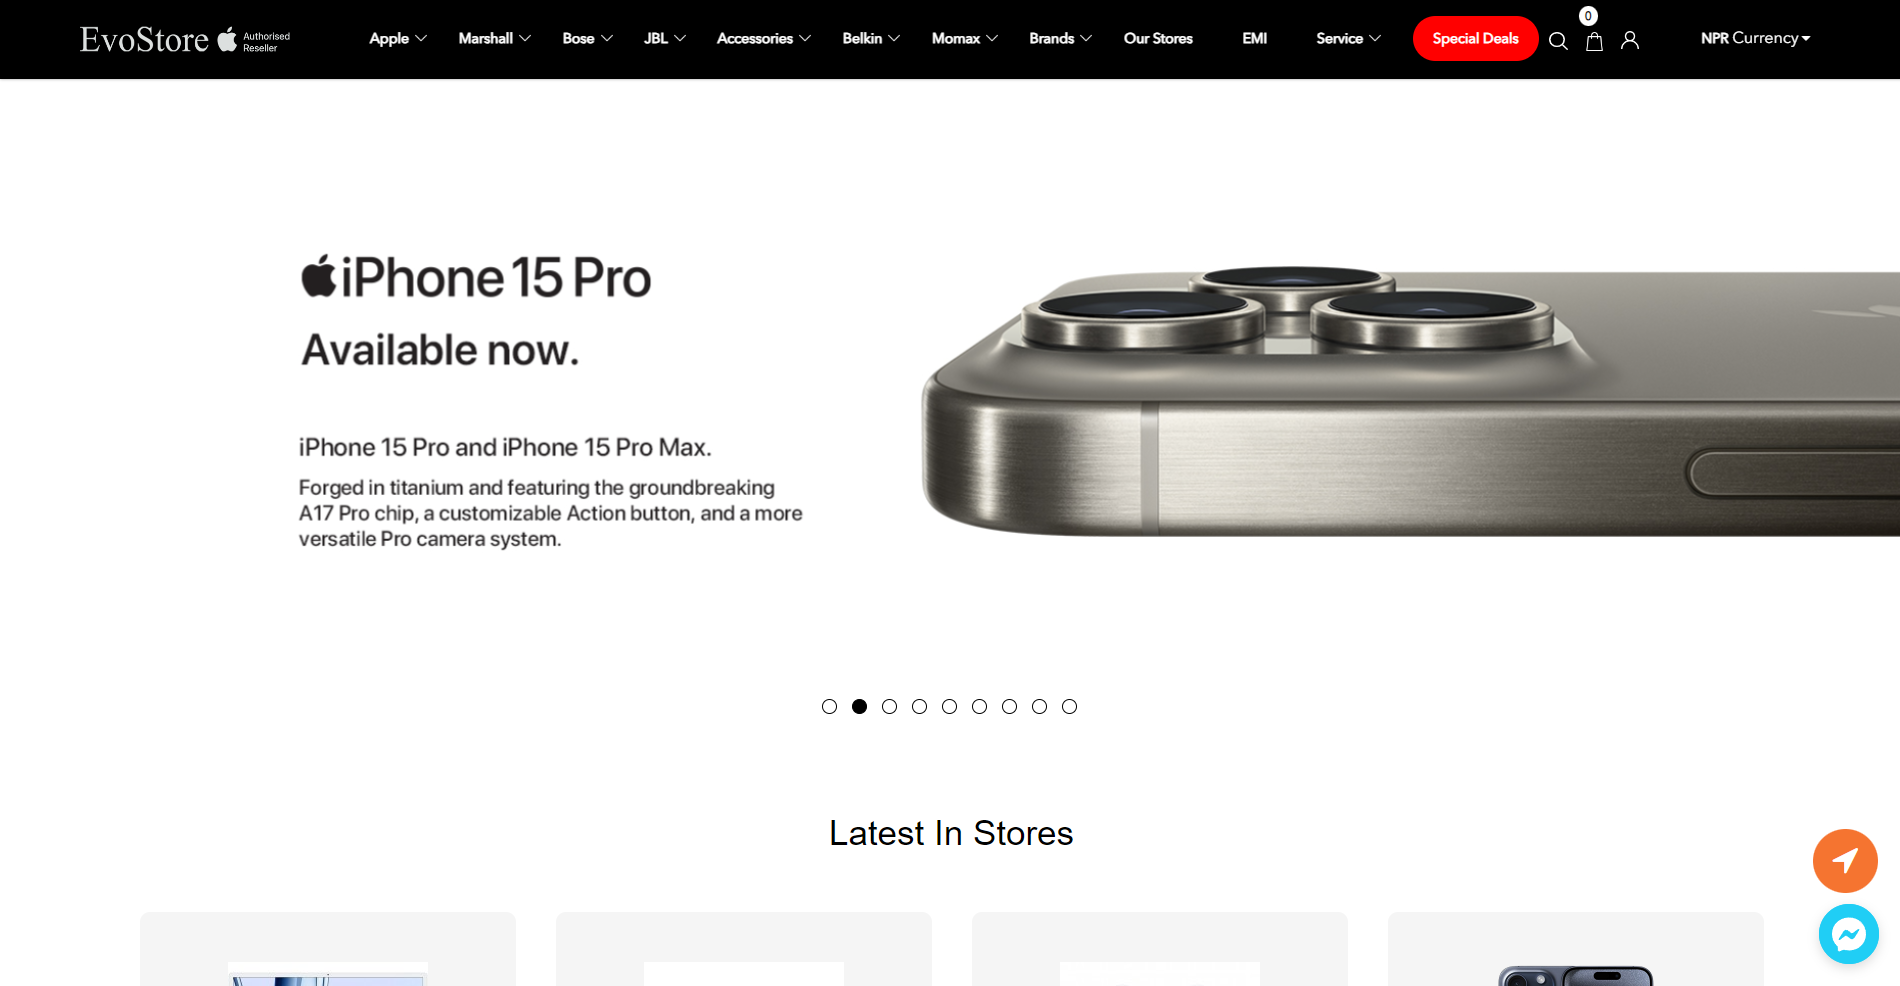 EvoStore Authorised Reseller
Apple
Marshall
Bose
JBL
Accessories
Belkin
Momax
Brands
Our Stores
EMI
Service
Special Deals
0
NPR Currency
iPhone 15 Pro
Available now.
iPhone 15 Pro and iPhone 15 Pro Max.
Forged in titanium and featuring the groundbreaking
A17 Pro chip, a customizable Action button, and a more
versatile Pro camera system.
Latest In Stores